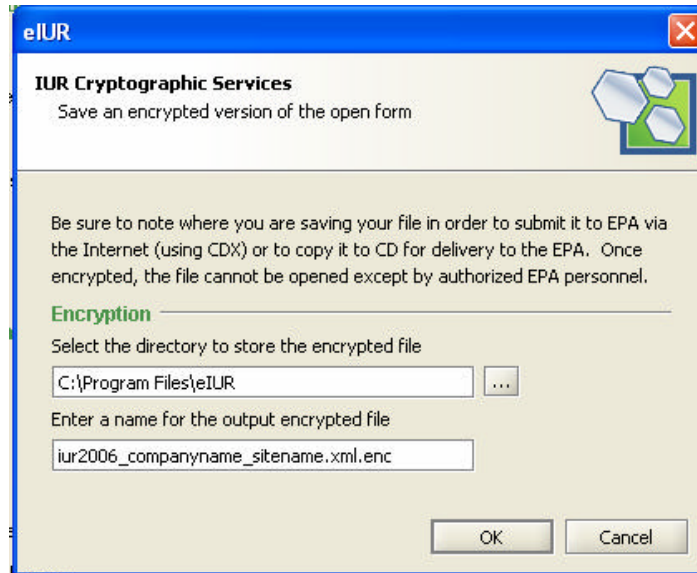 eIUR
IUR Cryptographic Services
Save an encrypted version of the open form
Be sure to note where you are saving your file in order to submit it to EPA via
the Internet (using CDX) or to copy it to CD for delivery to the EPA.  Once
encrypted, the file cannot be opened except by authorized EPA personnel.
Encryption
Select the directory to store the encrypted file
C:\Program Files\eIUR
...
Enter a name for the output encrypted file
iur2006_companyname_sitename.xml.enc
OK
Cancel